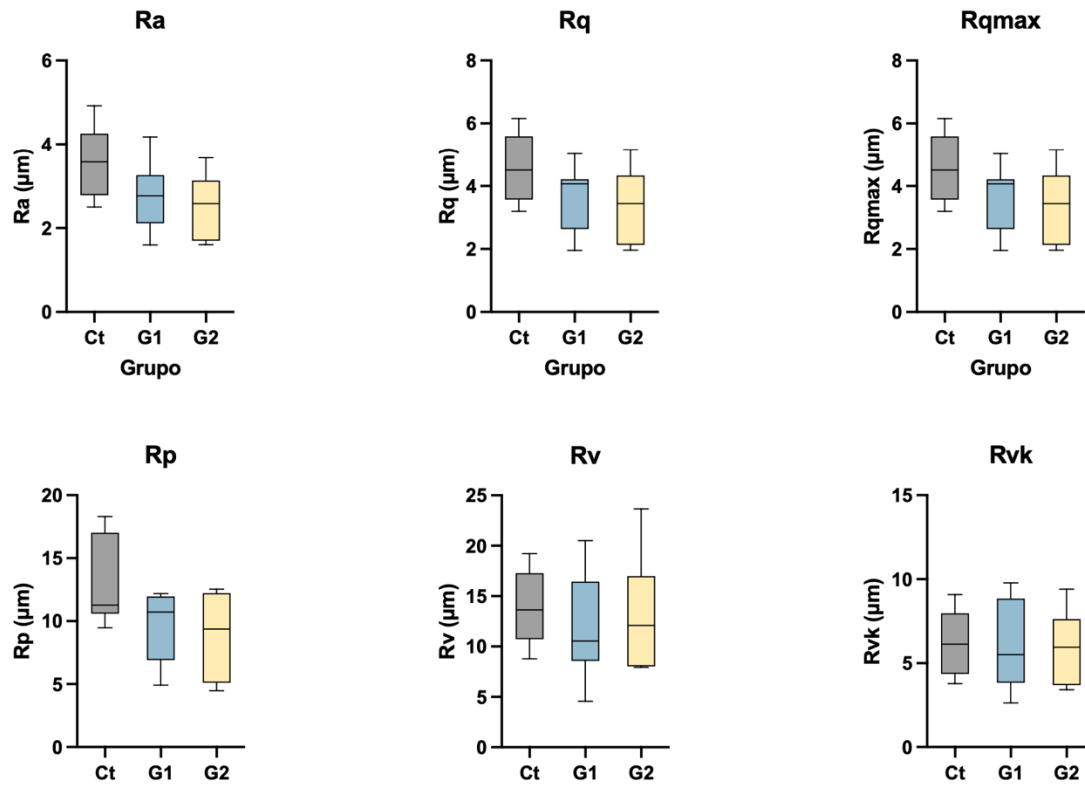 Ra
Rq
Rqmax
6
4
2
0
Ra (µm)
Ct G1 G2
Grupo
8
6
4
2
0
Rq (µm)
Ct G1 G2
Grupo
8
6
4
2
0
Rqmax (µm)
Ct G1 G2
Grupo
Rp
Rv
Rvk
20
15
10
5
0
Rp (µm)
Ct G1 G2
25
20
15
10
5
0
Rv (µm)
Ct G1 G2
15
10
5
0
Rvk (µm)
Ct G1 G2